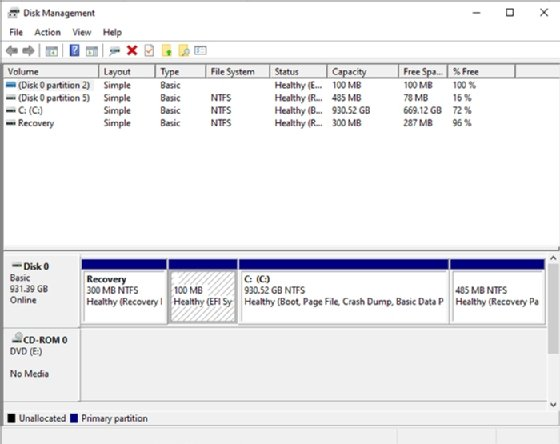 Disk Management
File Action View Help
Volume Layout Type File System Status Capacity Free Spa... % Free
(Disk 0 partition 2) Simple Basic Healthy (E... 100 MB 100 MB 100 %
(Disk 0 partition 5) Simple Basic NTFS Healthy (R... 485 MB 78 MB 16 %
C: (C:) Simple Basic NTFS Healthy (B... 930.52 GB 669.12 GB 72 %
Recovery Simple Basic NTFS Healthy (R... 300 MB 287 MB 96 %
Disk 0
Basic
931.39 GB
Online
Recovery
300 MB NTFS
Healthy (Recovery I
100 MB
Healthy (EFI Sy
C: (C:)
930.52 GB NTFS
Healthy (Boot, Page File, Crash Dump, Basic Data P
485 MB NTFS
Healthy (Recovery Pa
CD-ROM 0
DVD (E:)
No Media
Unallocated Primary partition